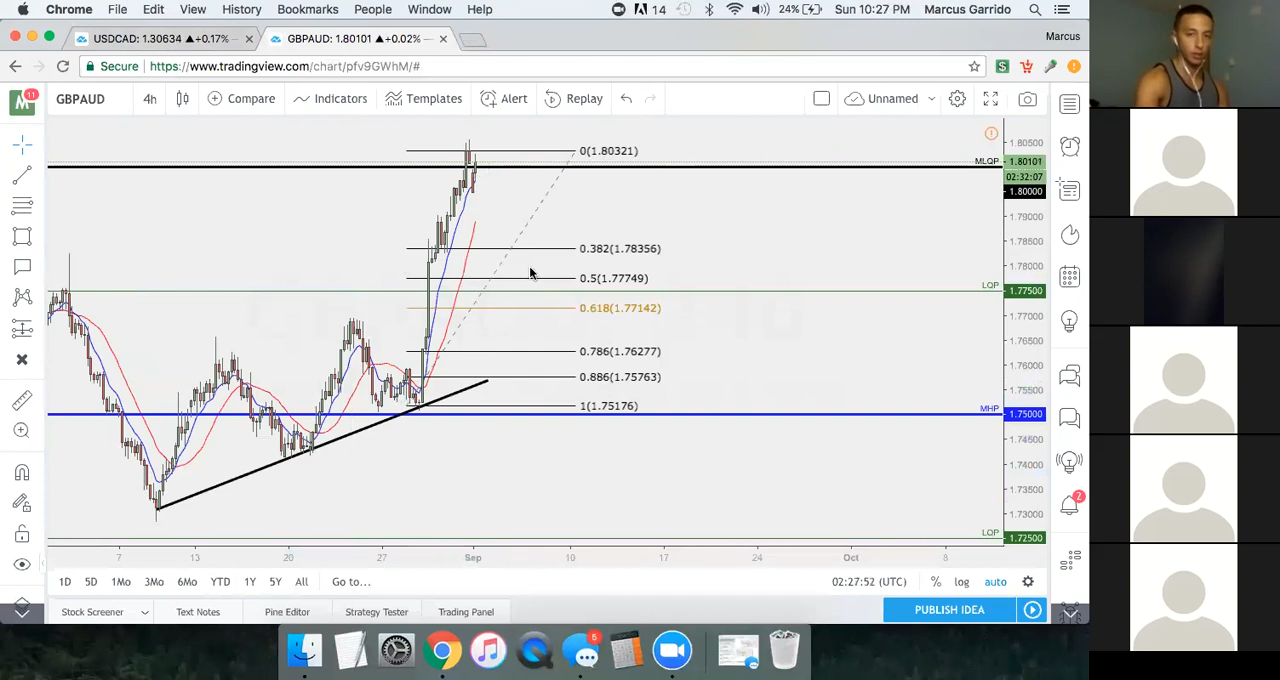 Chrome File Edit View History Bookmarks People Window Help 14 24% Sun 10:27 PM Marcus Garrido
USDCAD: 1.30634 ▲+0.17% GBPAUD: 1.80101 ▲+0.02% Marcus
Secure https://www.tradingview.com/chart/pfv9GWhM/#
M 11 GBPAUD 4h Compare Indicators Templates Alert Replay Unnamed
1.80500
0(1.80321)
MLQP 1.80101
02:32:07
1.80000
1.79000
1.78500
0.382(1.78356)
1.78000
0.5(1.77749)
LQP 1.77500
0.618(1.77142)
1.77000
1.76500
0.786(1.76277)
1.76000
0.886(1.75763)
1.75500
1(1.75176)
MHP 1.75000
1.74500
1.74000
1.73500
2
1.73000
LQP 1.72500
7 13 20 27 Sep 10 17 24 Oct 8
1D 5D 1Mo 3Mo 6Mo YTD 1Y 5Y All Go to... 02:27:52 (UTC) % log auto
Stock Screener Text Notes Pine Editor Strategy Tester Trading Panel PUBLISH IDEA
5